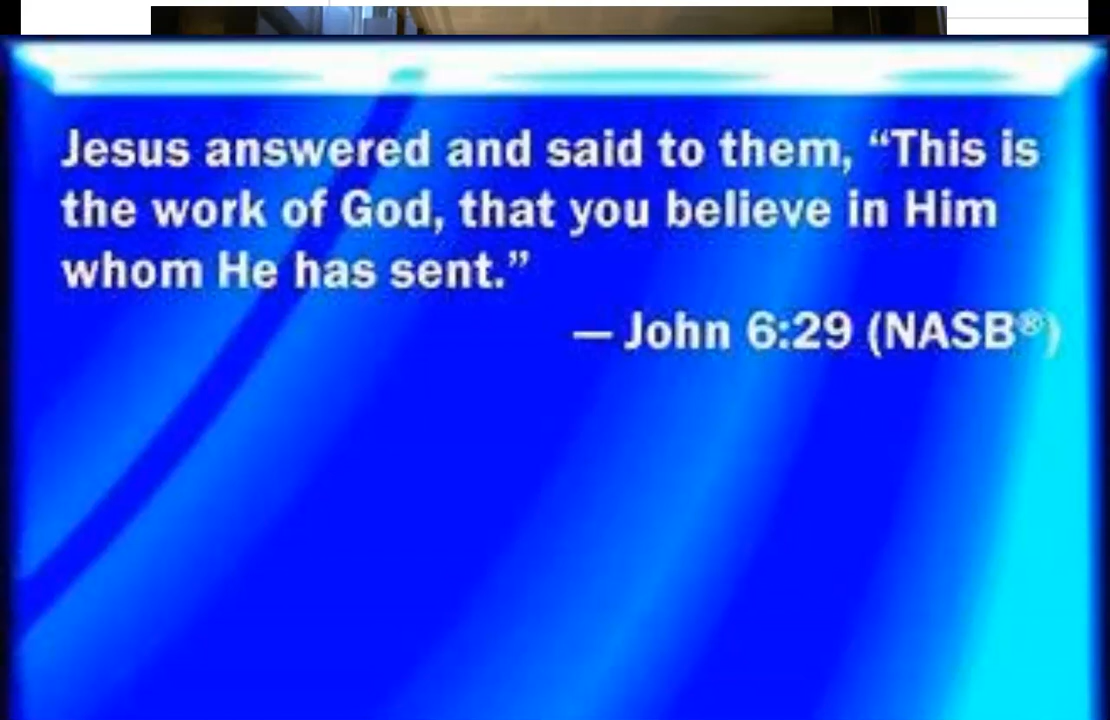 Jesus answered and said to them, “This is
the work of God, that you believe in Him
whom He has sent.”
— John 6:29 (NASB®)